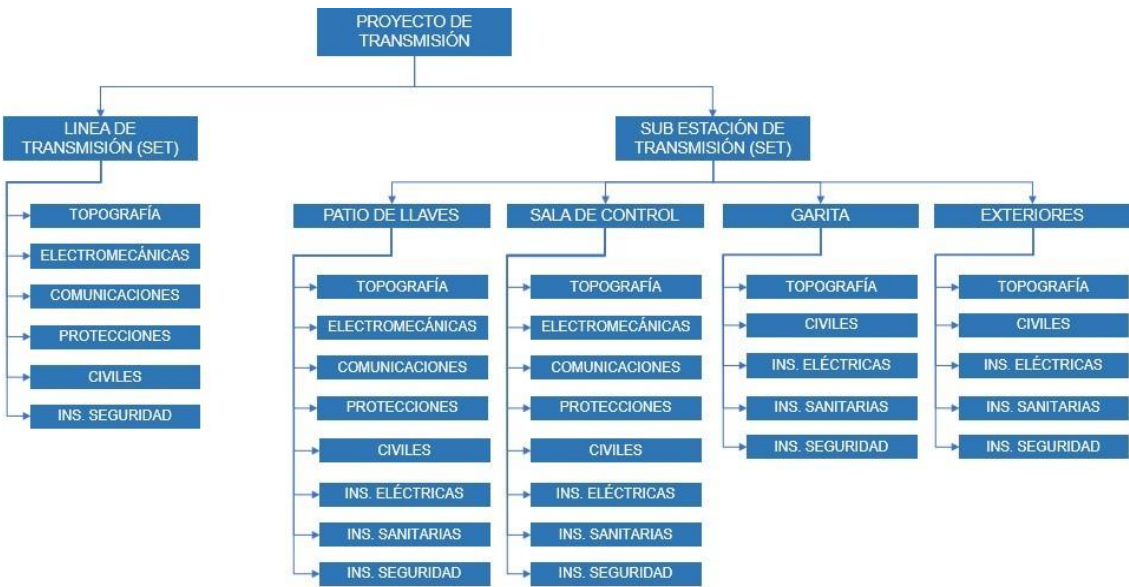 PROYECTO DE
TRANSMISIÓN
LINEA DE
TRANSMISIÓN (SET)
TOPOGRAFÍA
ELECTROMECÁNICAS
COMUNICACIONES
PROTECCIONES
CIVILES
INS. SEGURIDAD
SUB ESTACIÓN DE
TRANSMISIÓN (SET)
PATIO DE LLAVES
TOPOGRAFÍA
ELECTROMECÁNICAS
COMUNICACIONES
PROTECCIONES
CIVILES
INS. ELÉCTRICAS
INS. SANITARIAS
INS. SEGURIDAD
SALA DE CONTROL
TOPOGRAFÍA
ELECTROMECÁNICAS
COMUNICACIONES
PROTECCIONES
CIVILES
INS. ELÉCTRICAS
INS. SANITARIAS
INS. SEGURIDAD
GARITA
TOPOGRAFÍA
CIVILES
INS. ELÉCTRICAS
INS. SANITARIAS
INS. SEGURIDAD
EXTERIORES
TOPOGRAFÍA
CIVILES
INS. ELÉCTRICAS
INS. SANITARIAS
INS. SEGURIDAD